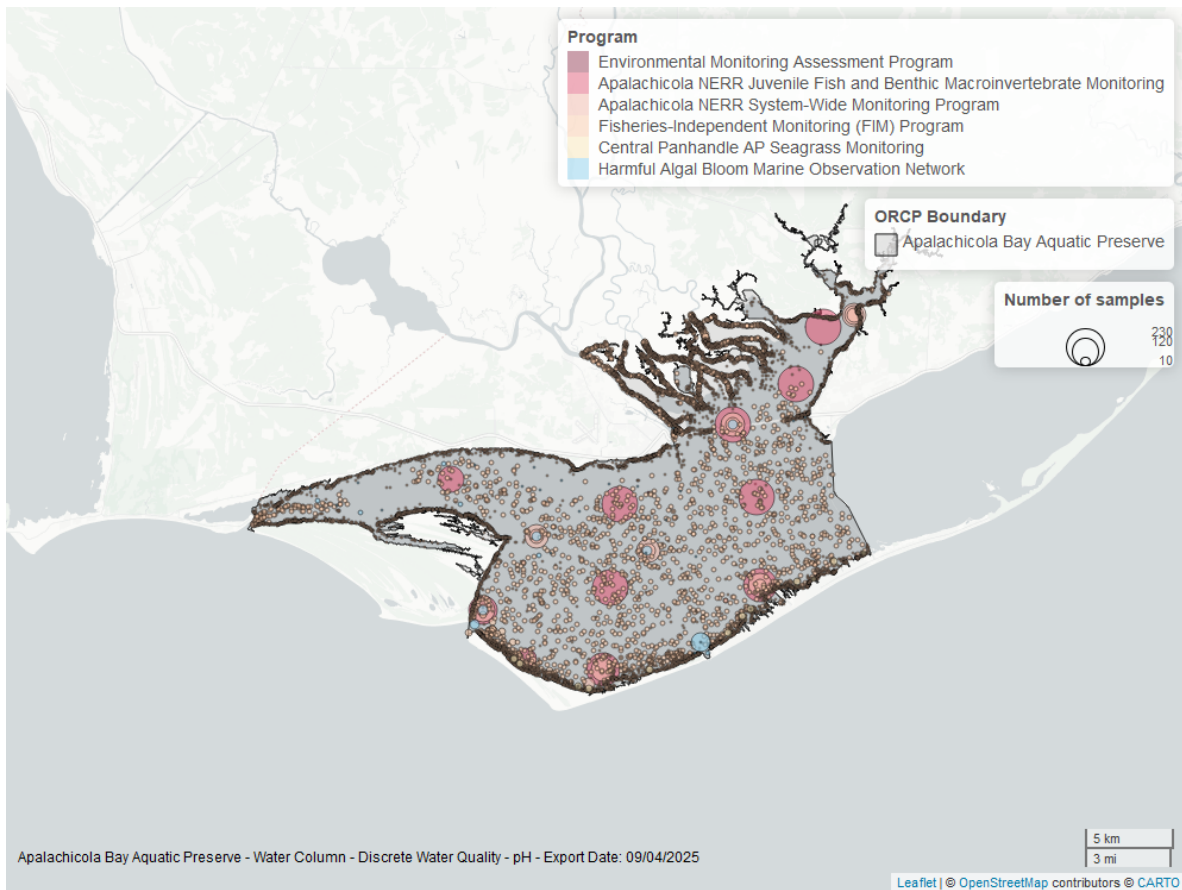 Program
Environmental Monitoring Assessment Program
Apalachicola NERR Juvenile Fish and Benthic Macroinvertebrate Monitoring
Apalachicola NERR System-Wide Monitoring Program
Fisheries-Independent Monitoring (FIM) Program
Central Panhandle AP Seagrass Monitoring
Harmful Algal Bloom Marine Observation Network
ORCP Boundary
Apalachicola Bay Aquatic Preserve
Number of samples
230
120
10
5 km
3 mi
Apalachicola Bay Aquatic Preserve - Water Column - Discrete Water Quality - pH - Export Date: 09/04/2025
Leaflet | © OpenStreetMap contributors © CARTO